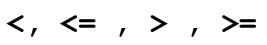 <, <= , > , >=